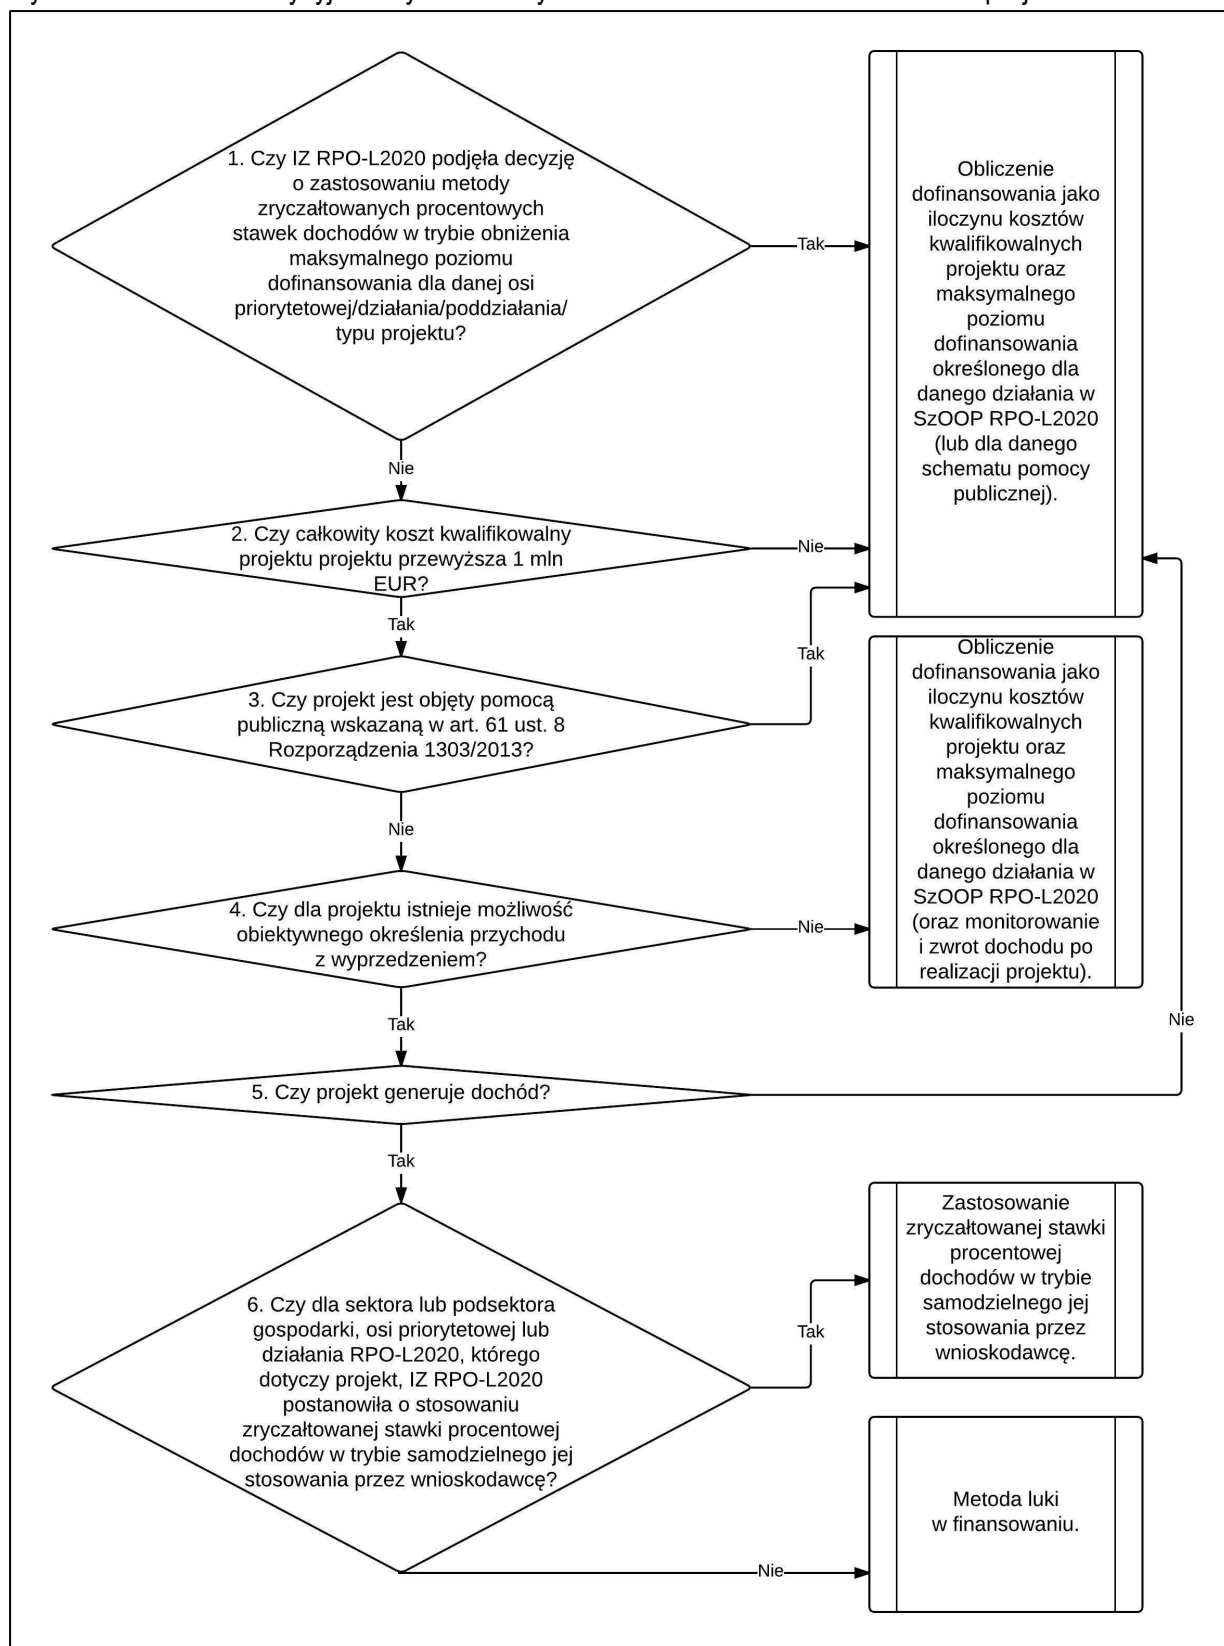 1. Czy IZ RPO-L2020 podjęła decyzję
o zastosowaniu metody
zryczałtowanych procentowych
stawek dochodów w trybie obniżenia
maksymalnego poziomu
dofinansowania dla danej osi
priorytetowej/działania/poddziałania/
typu projektu?
Tak
Obliczenie
dofinansowania jako
iloczynu kosztów
kwalifikowalnych
projektu oraz
maksymalnego
poziomu
dofinansowania
określonego dla
danego działania w
SzOOP RPO-L2020
(lub dla danego
schematu pomocy
publicznej).
Nie
2. Czy całkowity koszt kwalifikowalny
projektu projektu przewyższa 1 mln
EUR?
Nie
Tak
3. Czy projekt jest objęty pomocą
publiczną wskazaną w art. 61 ust. 8
Rozporządzenia 1303/2013?
Tak
Nie
4. Czy dla projektu istnieje możliwość
obiektywnego określenia przychodu
z wyprzedzeniem?
Nie
Obliczenie
dofinansowania jako
iloczynu kosztów
kwalifikowalnych
projektu oraz
maksymalnego
poziomu
dofinansowania
określonego dla
danego działania w
SzOOP RPO-L2020
(oraz monitorowanie
i zwrot dochodu po
realizacji projektu).
Tak
5. Czy projekt generuje dochód?
Nie
Tak
6. Czy dla sektora lub podsektora
gospodarki, osi priorytetowej lub
działania RPO-L2020, którego
dotyczy projekt, IZ RPO-L2020
postanowiła o stosowaniu
zryczałtowanej stawki procentowej
dochodów w trybie samodzielnego jej
stosowania przez wnioskodawcę?
Tak
Zastosowanie
zryczałtowanej stawki
procentowej
dochodów w trybie
samodzielnego jej
stosowania przez
wnioskodawcę.
Nie
Metoda luki
w finansowaniu.